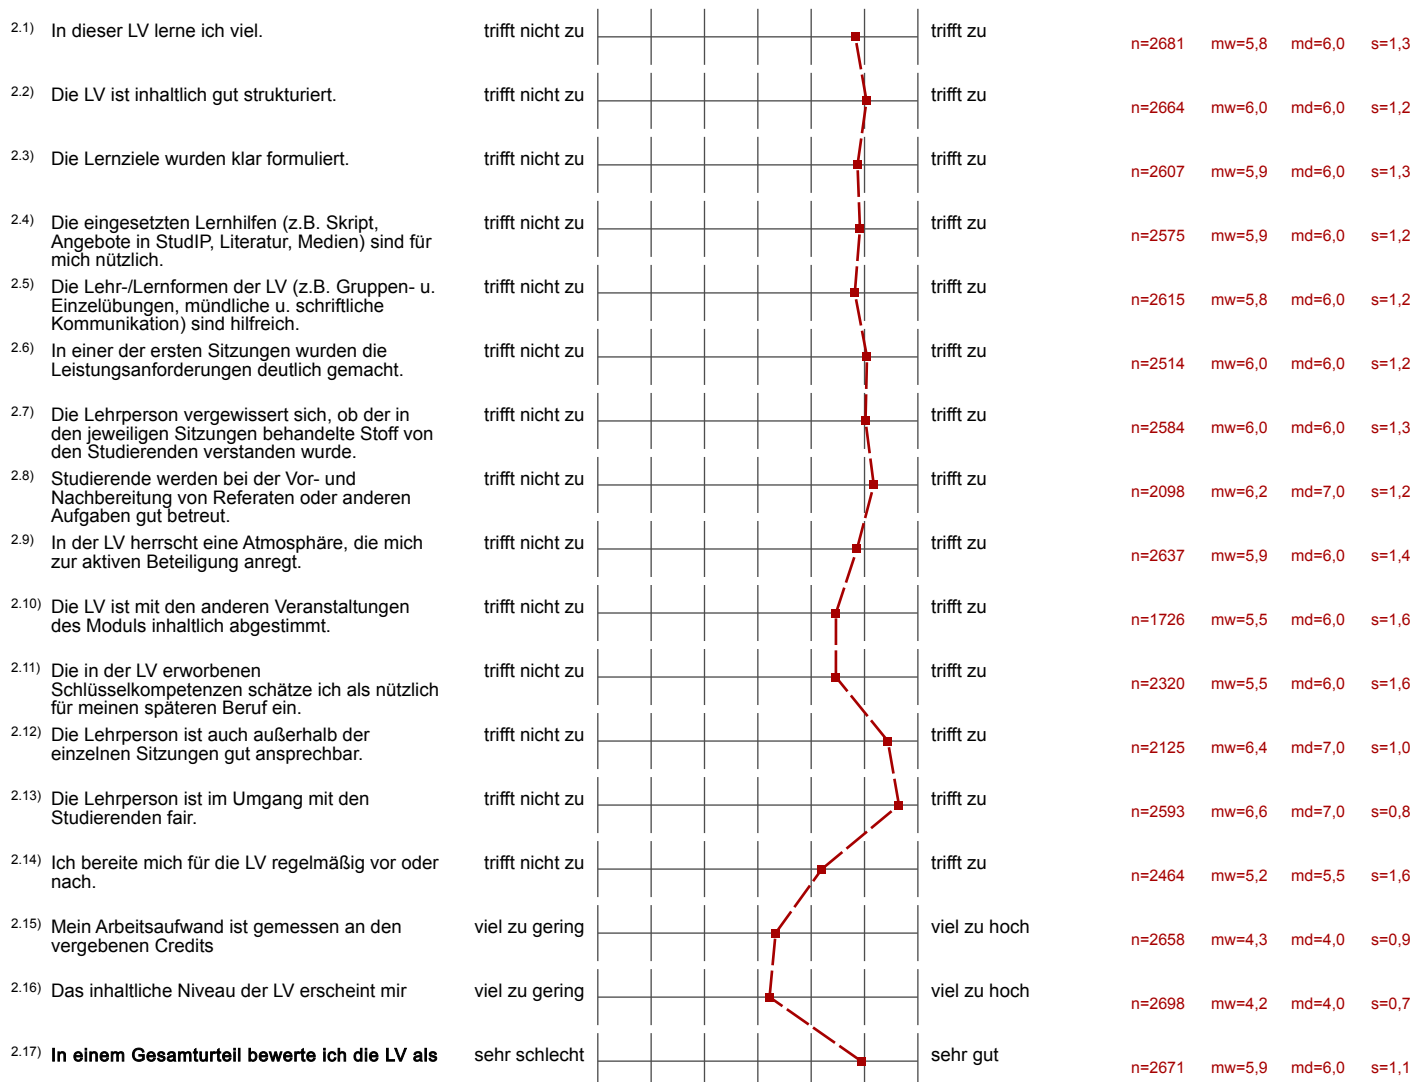 2.1) In dieser LV lerne ich viel. trifft nicht zu trifft zu n=2681 mw=5,8 md=6,0 s=1,3
2.2) Die LV ist inhaltlich gut strukturiert. trifft nicht zu trifft zu n=2664 mw=6,0 md=6,0 s=1,2
2.3) Die Lernziele wurden klar formuliert. trifft nicht zu trifft zu n=2607 mw=5,9 md=6,0 s=1,3
2.4) Die eingesetzten Lernhilfen (z.B. Skript, trifft nicht zu trifft zu n=2575 mw=5,9 md=6,0 s=1,2
Angebote in StudIP, Literatur, Medien) sind für
mich nützlich.
2.5) Die Lehr-/Lernformen der LV (z.B. Gruppen- u. trifft nicht zu trifft zu n=2615 mw=5,8 md=6,0 s=1,2
Einzelübungen, mündliche u. schriftliche
Kommunikation) sind hilfreich.
2.6) In einer der ersten Sitzungen wurden die trifft nicht zu trifft zu n=2514 mw=6,0 md=6,0 s=1,2
Leistungsanforderungen deutlich gemacht.
2.7) Die Lehrperson vergewissert sich, ob der in trifft nicht zu trifft zu n=2584 mw=6,0 md=6,0 s=1,3
den jeweiligen Sitzungen behandelte Stoff von
den Studierenden verstanden wurde.
2.8) Studierende werden bei der Vor- und trifft nicht zu trifft zu n=2098 mw=6,2 md=7,0 s=1,2
Nachbereitung von Referaten oder anderen
Aufgaben gut betreut.
2.9) In der LV herrscht eine Atmosphäre, die mich trifft nicht zu trifft zu n=2637 mw=5,9 md=6,0 s=1,4
zur aktiven Beteiligung anregt.
2.10) Die LV ist mit den anderen Veranstaltungen trifft nicht zu trifft zu n=1726 mw=5,5 md=6,0 s=1,6
des Moduls inhaltlich abgestimmt.
2.11) Die in der LV erworbenen trifft nicht zu trifft zu n=2320 mw=5,5 md=6,0 s=1,6
Schlüsselkompetenzen schätze ich als nützlich
für meinen späteren Beruf ein.
2.12) Die Lehrperson ist auch außerhalb der trifft nicht zu trifft zu n=2125 mw=6,4 md=7,0 s=1,0
einzelnen Sitzungen gut ansprechbar.
2.13) Die Lehrperson ist im Umgang mit den trifft nicht zu trifft zu n=2593 mw=6,6 md=7,0 s=0,8
Studierenden fair.
2.14) Ich bereite mich für die LV regelmäßig vor oder trifft nicht zu trifft zu n=2464 mw=5,2 md=5,5 s=1,6
nach.
2.15) Mein Arbeitsaufwand ist gemessen an den viel zu gering viel zu hoch n=2658 mw=4,3 md=4,0 s=0,9
vergebenen Credits
2.16) Das inhaltliche Niveau der LV erscheint mir viel zu gering viel zu hoch n=2698 mw=4,2 md=4,0 s=0,7
2.17) In einem Gesamturteil bewerte ich die LV als sehr schlecht sehr gut n=2671 mw=5,9 md=6,0 s=1,1